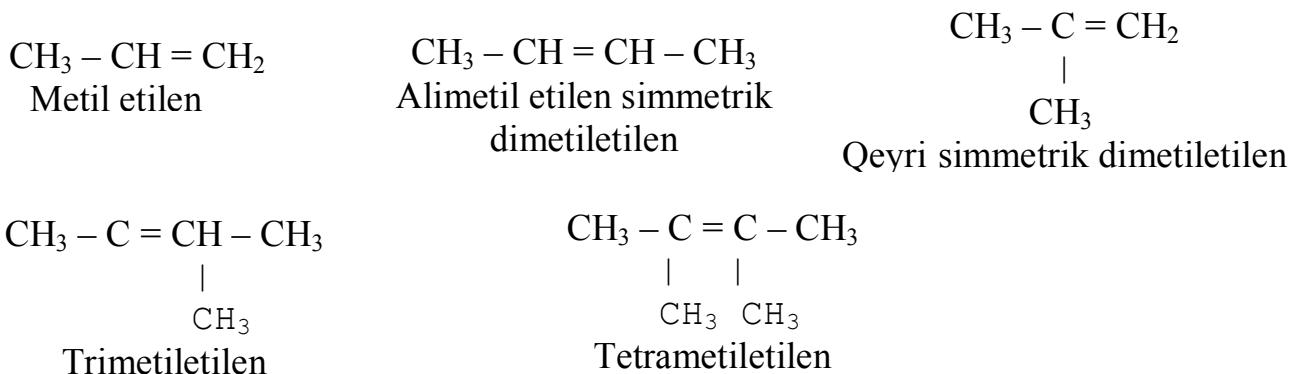 CH₃ – CH = CH₂
Metil etilen
CH₃ – CH = CH – CH₃
Alimetil etilen simmetrik
dimetiletilen
CH₃ – C = CH₂
|
CH₃
Qeyri simmetrik dimetiletilen
CH₃ – C = CH – CH₃
|
CH₃
Trimetiletilen
CH₃ – C = C – CH₃
| |
CH₃ CH₃
Tetrametiletilen